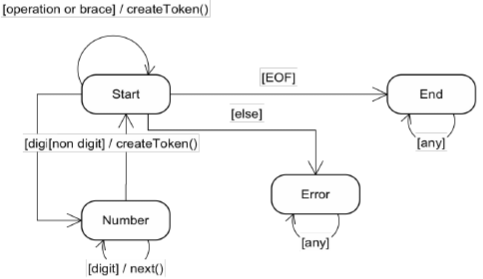 [operation or brace] / createToken()
[EOF]
Start
End
[else]
[digi[non digit] / createToken()
[any]
Error
Number
[any]
[digit] / next()